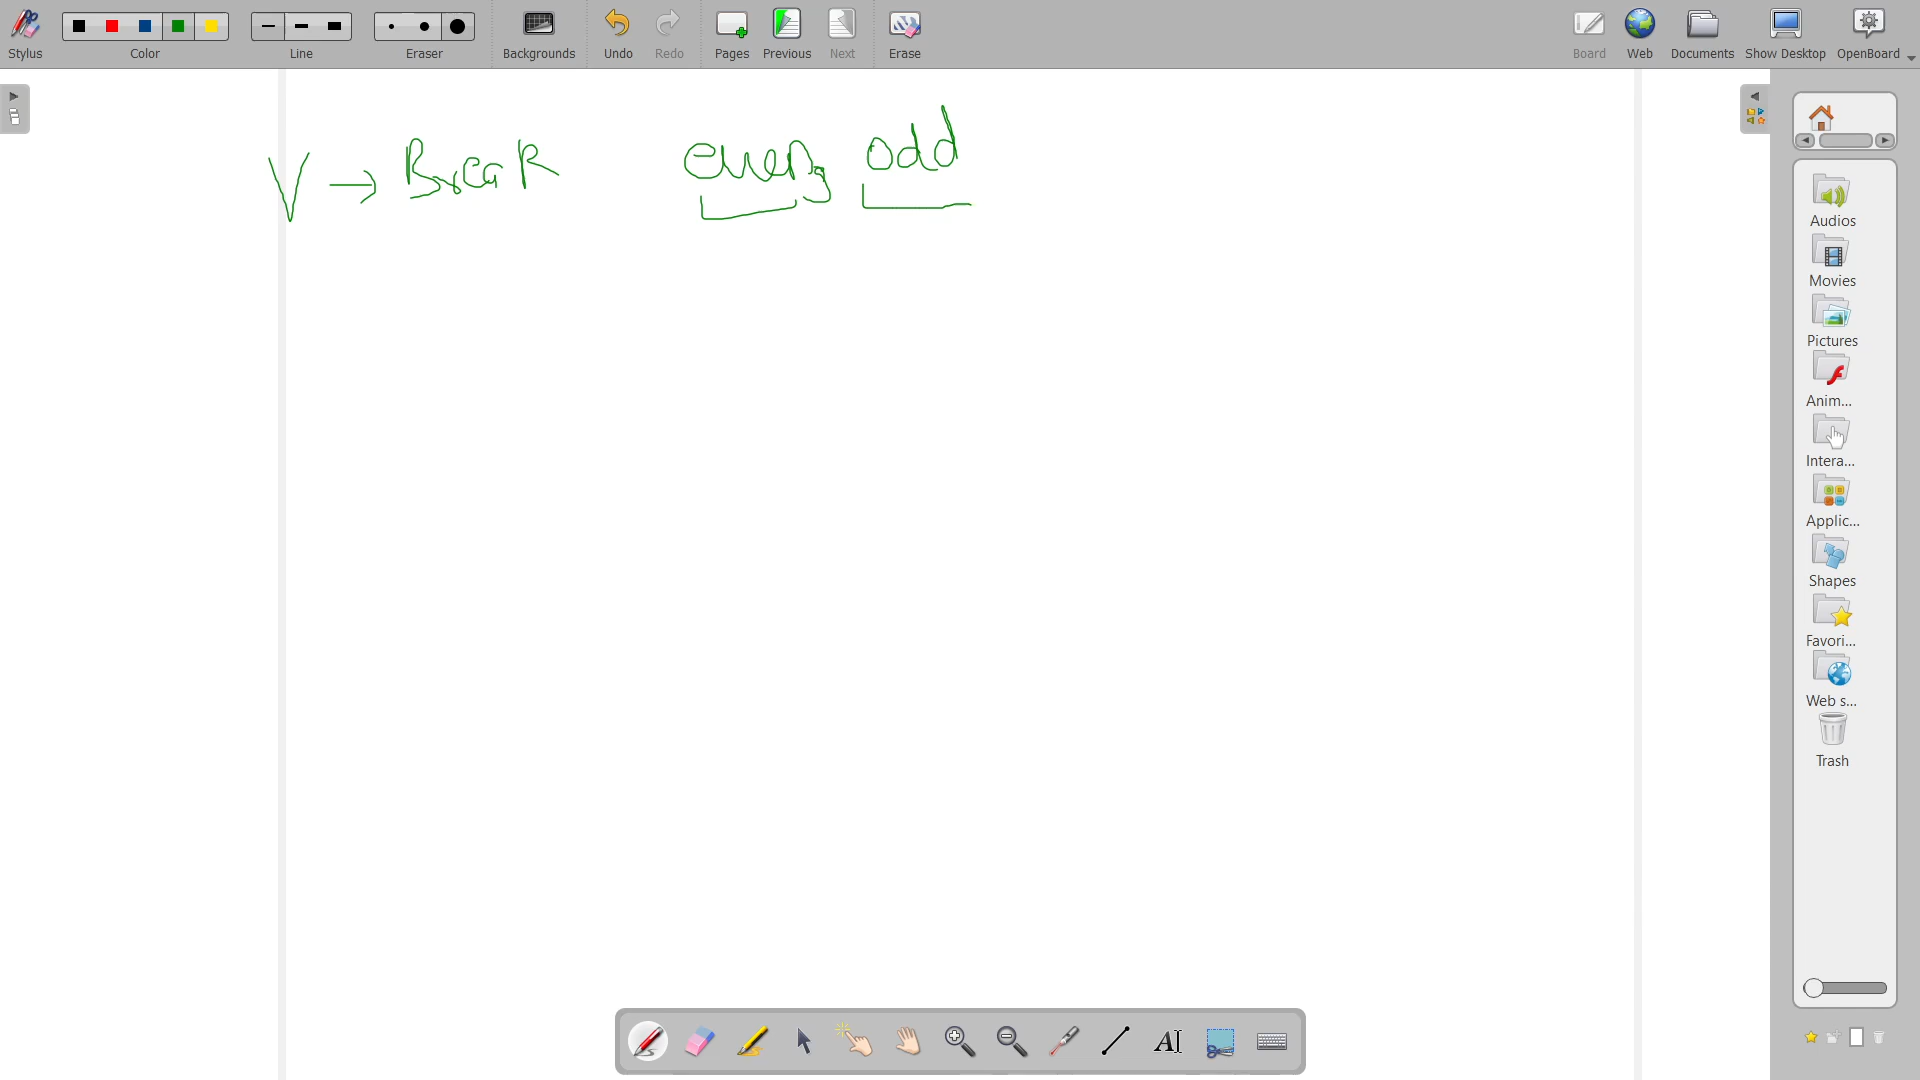 Stylus Color Line Eraser Backgrounds Undo Redo Pages Previous Next Erase Board Web Documents Show Desktop OpenBoard
V → Break even, odd
Audios
Movies
Pictures
Anim...
Intera...
Applic...
Shapes
Favori...
Web s...
Trash